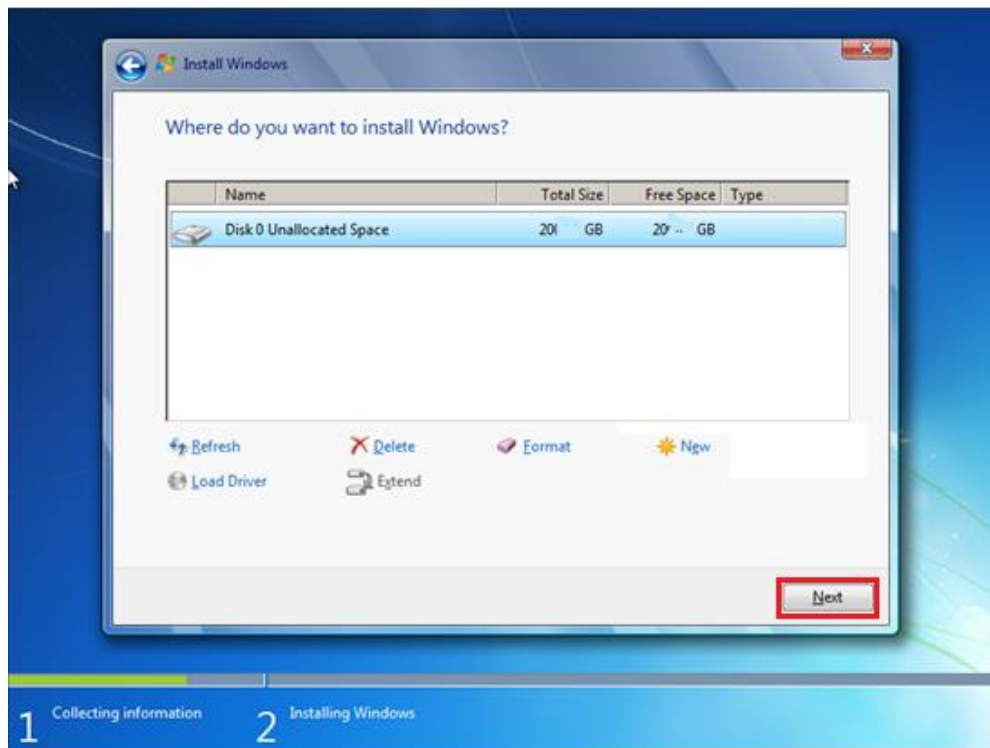 Install Windows
Where do you want to install Windows?
Name Total Size Free Space Type
Disk 0 Unallocated Space GB GB
Refresh Delete Format New
Load Driver Extend
Next
1 Collecting information 2 Installing Windows